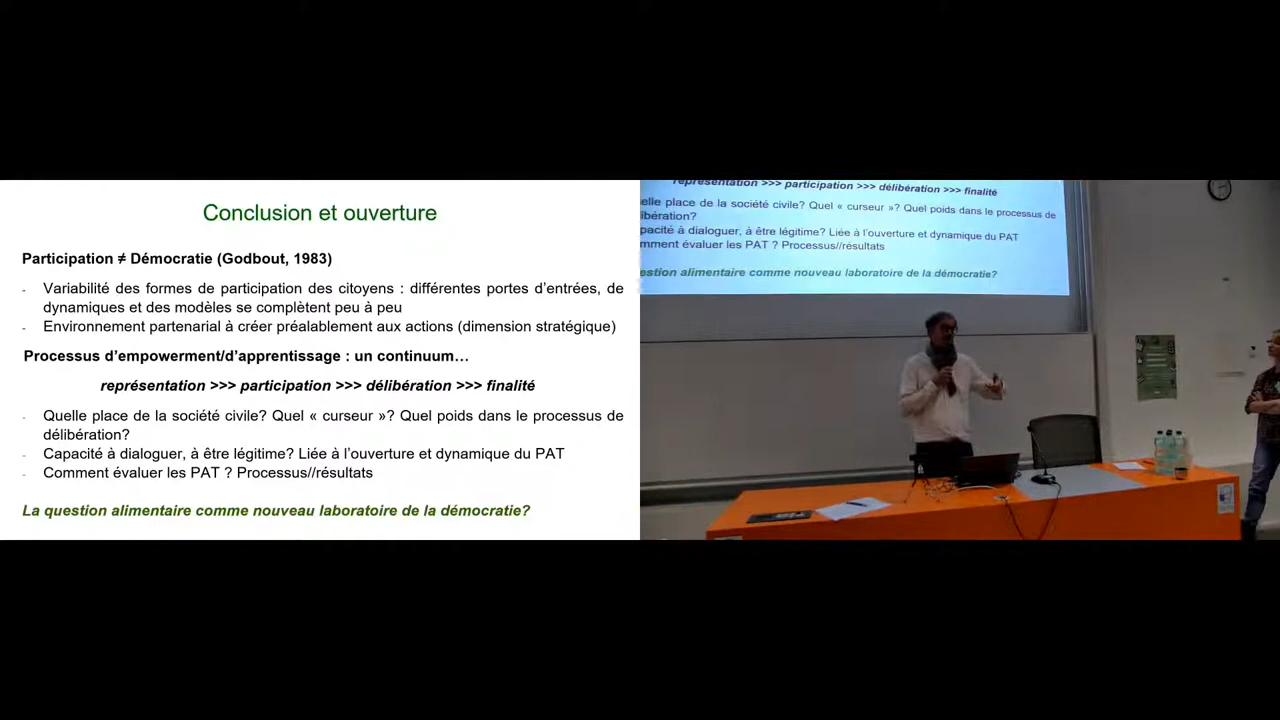 Conclusion et ouverture
Participation ≠ Démocratie (Godbout, 1983)
- Variabilité des formes de participation des citoyens : différentes portes d’entrées, de
dynamiques et des modèles se complètent peu à peu
- Environnement partenarial à créer préalablement aux actions (dimension stratégique)
Processus d’empowerment/d’apprentissage : un continuum…
représentation >>> participation >>> délibération >>> finalité
- Quelle place de la société civile? Quel « curseur »? Quel poids dans le processus de
délibération?
- Capacité à dialoguer, à être légitime? Liée à l’ouverture et dynamique du PAT
- Comment évaluer les PAT ? Processus//résultats
La question alimentaire comme nouveau laboratoire de la démocratie?
représentation >>> participation >>> délibération >>> finalité
elle place de la société civile? Quel « curseur »? Quel poids dans le processus de
ibération?
pacité à dialoguer, à être légitime? Liée à l’ouverture et dynamique du PAT
mment évaluer les PAT ? Processus//résultats
estion alimentaire comme nouveau laboratoire de la démocratie?